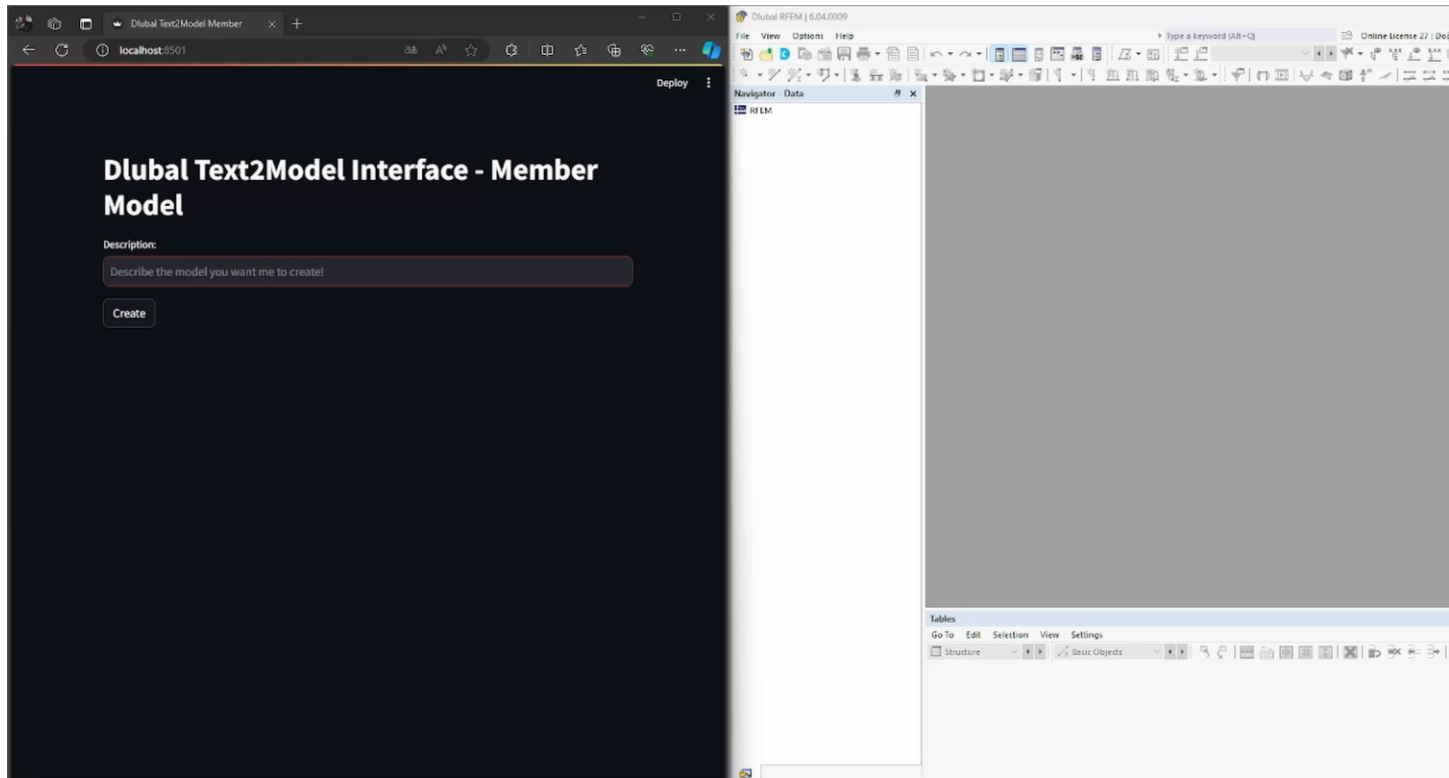 Dlubal Text2Model Member
localhost:8501
Deploy
Dlubal Text2Model Interface - Member
Model
Description:
Describe the model you want me to create!
Create
Dlubal RFEM | 6.04.0009
File View Options Help
Type a keyword (Alt+Q)
Online License 27 | Do
Navigator - Data
RFEM
Tables
Go To Edit Selection View Settings
Structure
Basic Objects